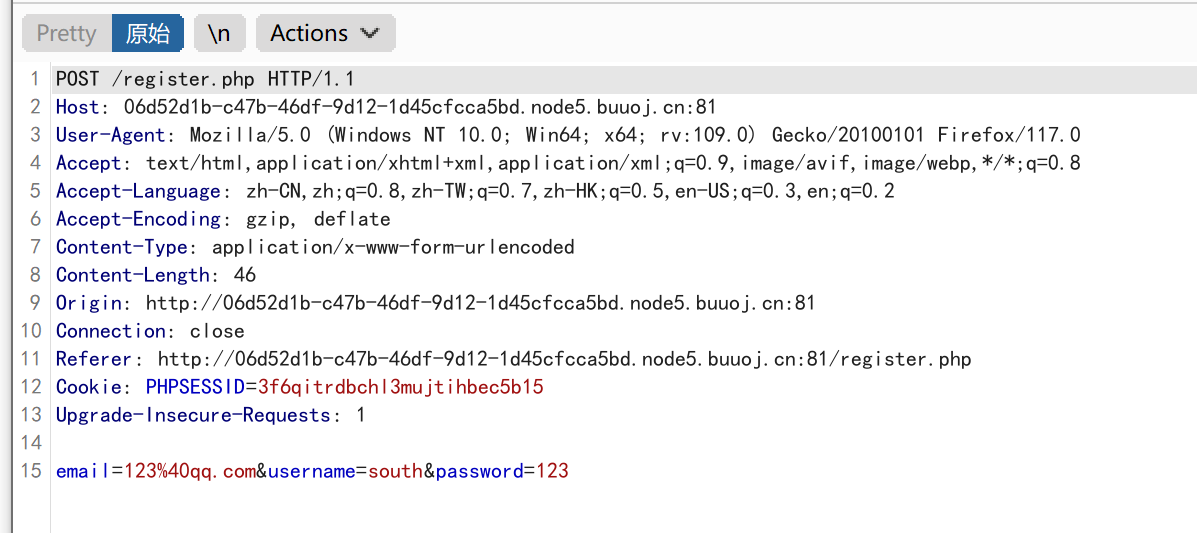 Pretty 原始 \n Actions
1 POST /register.php HTTP/1.1
2 Host: 06d52d1b-c47b-46df-9d12-1d45cfcca5bd.node5.buuoj.cn:81
3 User-Agent: Mozilla/5.0 (Windows NT 10.0; Win64; x64; rv:109.0) Gecko/20100101 Firefox/117.0
4 Accept: text/html,application/xhtml+xml,application/xml;q=0.9,image/avif,image/webp,*/*;q=0.8
5 Accept-Language: zh-CN,zh;q=0.8,zh-TW;q=0.7,zh-HK;q=0.5,en-US;q=0.3,en;q=0.2
6 Accept-Encoding: gzip, deflate
7 Content-Type: application/x-www-form-urlencoded
8 Content-Length: 46
9 Origin: http://06d52d1b-c47b-46df-9d12-1d45cfcca5bd.node5.buuoj.cn:81
10 Connection: close
11 Referer: http://06d52d1b-c47b-46df-9d12-1d45cfcca5bd.node5.buuoj.cn:81/register.php
12 Cookie: PHPSESSID=3f6qitrdbchl3mujtihbec5b15
13 Upgrade-Insecure-Requests: 1
14
15 email=123%40qq.com&username=south&password=123